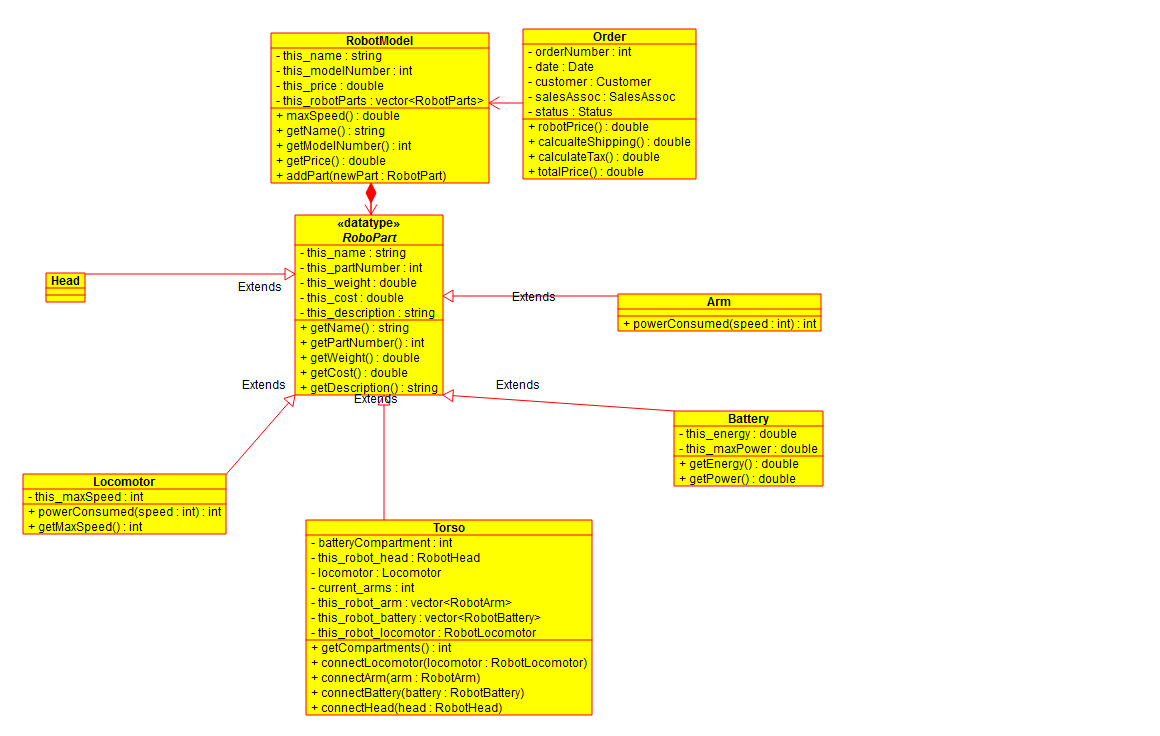 RobotModel
- this_name : string
- this_modelNumber : int
- this_price : double
- this_robotParts : vector<RobotParts>
+ maxSpeed() : double
+ getName() : string
+ getModelNumber() : int
+ getPrice() : double
+ addPart(newPart : RobotPart)
Order
- orderNumber : int
- date : Date
- customer : Customer
- salesAssoc : SalesAssoc
- status : Status
+ robotPrice() : double
+ calcualteShipping() : double
+ calculateTax() : double
+ totalPrice() : double
«datatype»
RoboPart
- this_name : string
- this_partNumber : int
- this_weight : double
- this_cost : double
- this_description : string
+ getName() : string
+ getPartNumber() : int
+ getWeight() : double
+ getCost() : double
+ getDescription() : string
Head
Extends
Extends
Arm
+ powerConsumed(speed : int) : int
Extends
Extends
Extends
Battery
- this_energy : double
- this_maxPower : double
+ getEnergy() : double
+ getPower() : double
Locomotor
- this_maxSpeed : int
+ powerConsumed(speed : int) : int
+ getMaxSpeed() : int
Torso
- batteryCompartment : int
- this_robot_head : RobotHead
- locomotor : Locomotor
- current_arms : int
- this_robot_arm : vector<RobotArm>
- this_robot_battery : vector<RobotBattery>
- this_robot_locomotor : RobotLocomotor
+ getCompartments() : int
+ connectLocomotor(locomotor : RobotLocomotor)
+ connectArm(arm : RobotArm)
+ connectBattery(battery : RobotBattery)
+ connectHead(head : RobotHead)